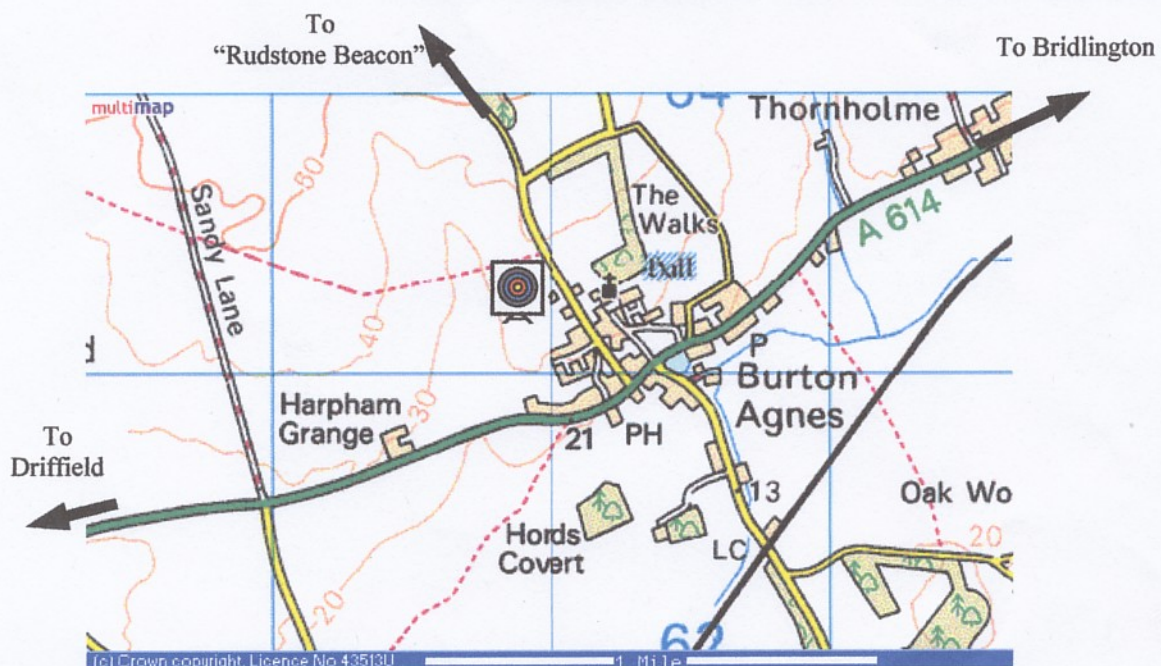 To
“Rudstone Beacon”
To Bridlington
multimap
64
Thornholme
Sandy Lane
50
The
Walks
A 614
Hall
40
d
P
Burton
Agnes
Harpham
Grange
30
21
PH
To
Driffield
13
Oak Wo
Hords
Covert
LC
20
20
62
(c) Crown copyright. Licence No 43513U
1 Mile